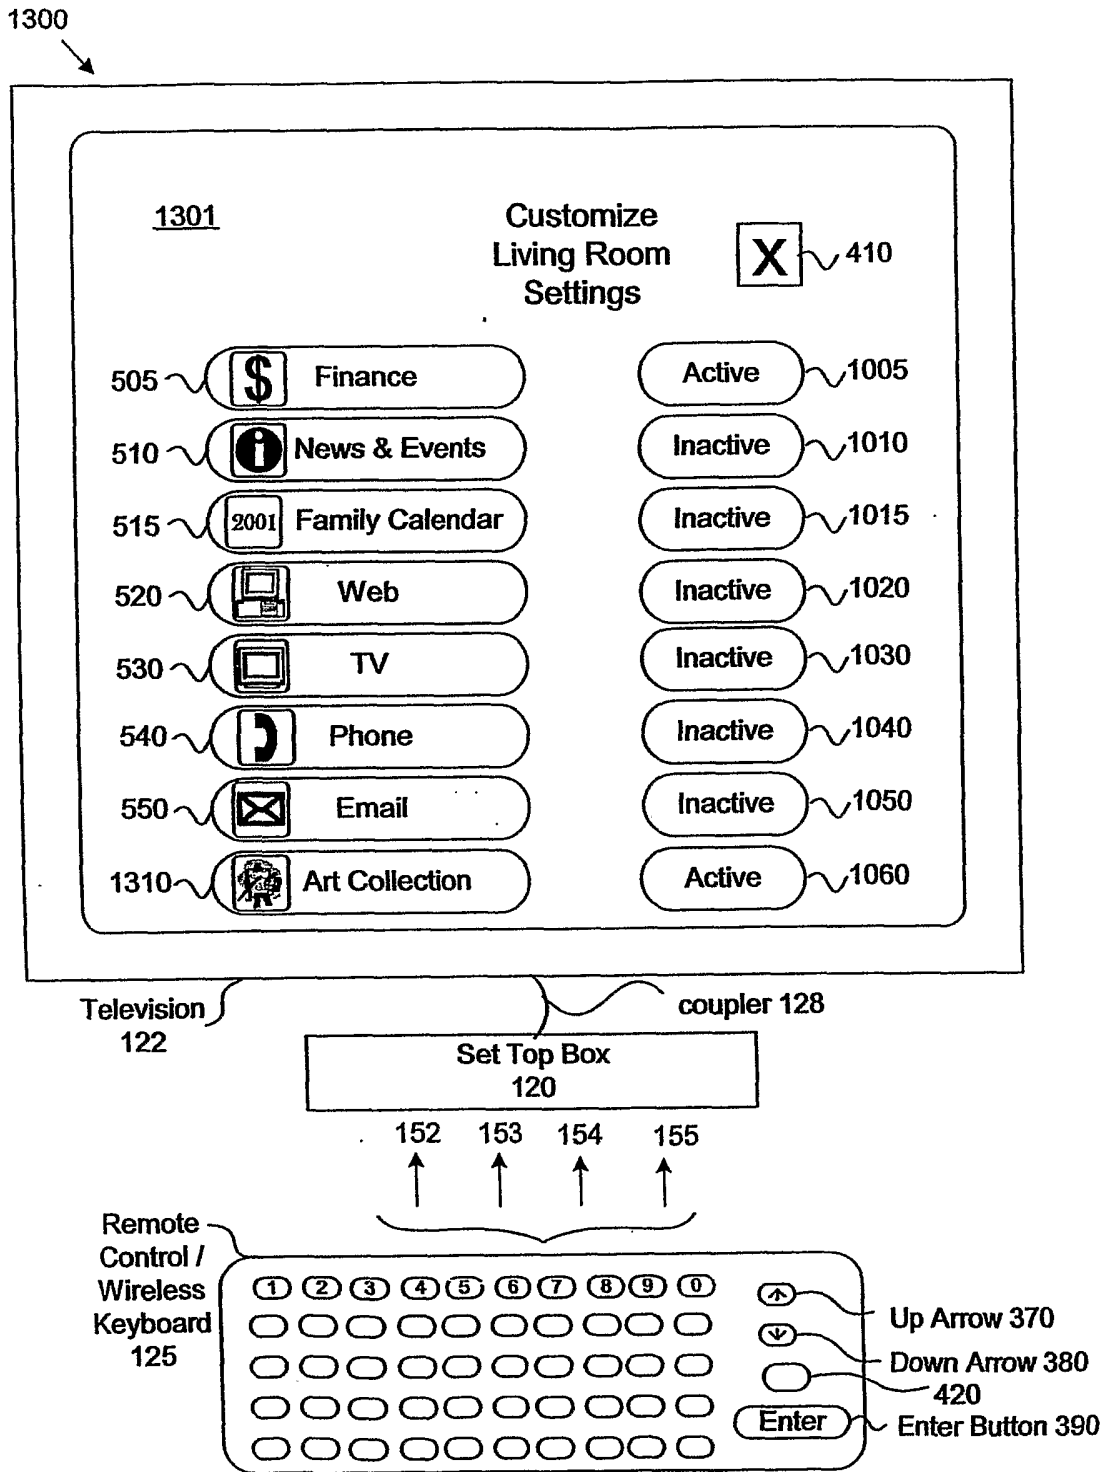 1300
1301
Customize
Living Room
Settings
X
410
505
$
Finance
Active
1005
510
i
News & Events
Inactive
1010
515
2001
Family Calendar
Inactive
1015
520
Web
Inactive
1020
530
TV
Inactive
1030
540
Phone
Inactive
1040
550
Email
Inactive
1050
1310
Art Collection
Active
1060
Television
122
coupler 128
Set Top Box
120
152 153 154 155
Remote
Control /
Wireless
Keyboard
125
1 2 3 4 5 6 7 8 9 0
Up Arrow 370
Down Arrow 380
420
Enter
Enter Button 390